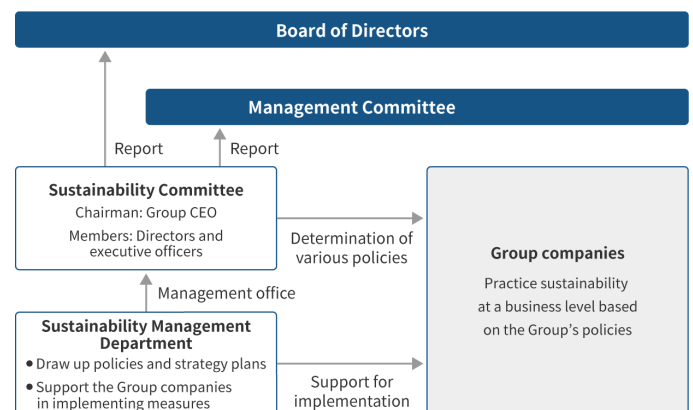 Board of Directors
Management Committee
Report
Report
Sustainability Committee
Chairman: Group CEO
Members: Directors and
executive officers
Determination of
various policies
Group companies
Practice sustainability
at a business level based
on the Group's policies
Management office
Sustainability Management
Department
• Draw up policies and strategy plans
• Support the Group companies
in implementing measures
Support for
implementation